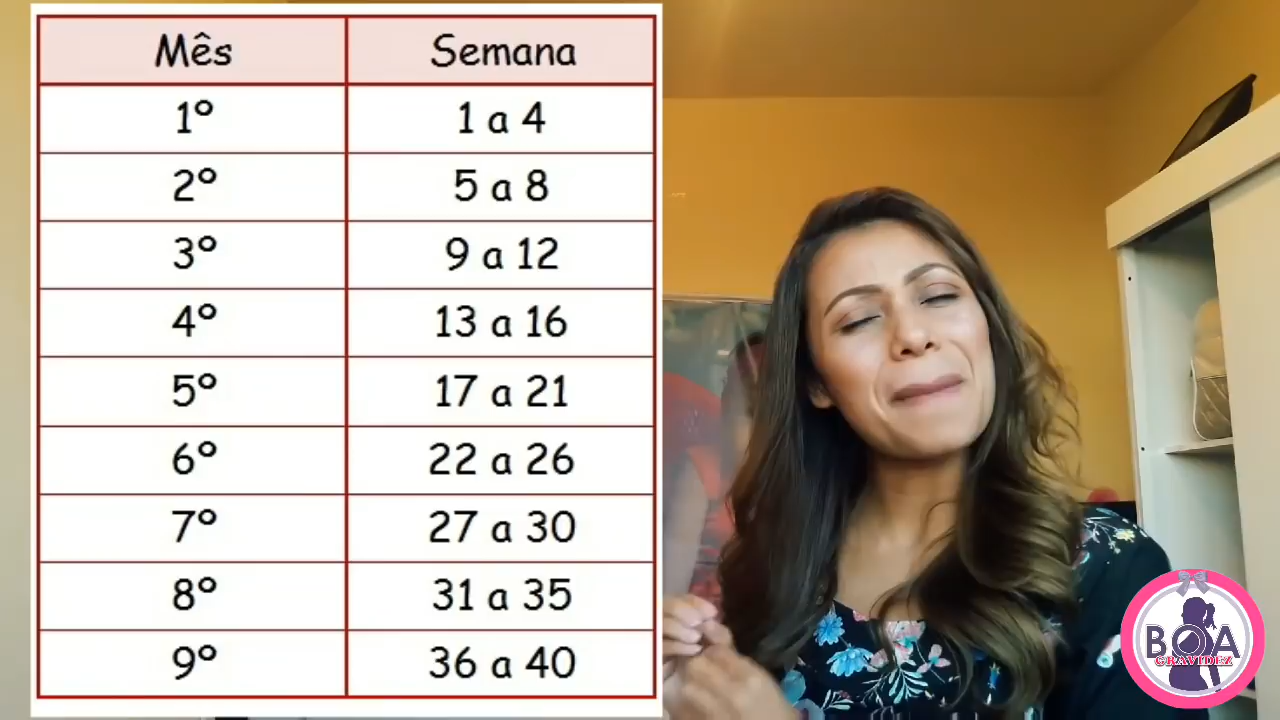 Mês Semana
1º 1 a 4
2º 5 a 8
3º 9 a 12
4º 13 a 16
5º 17 a 21
6º 22 a 26
7º 27 a 30
8º 31 a 35
9º 36 a 40
BOA
GRAVIDEZ